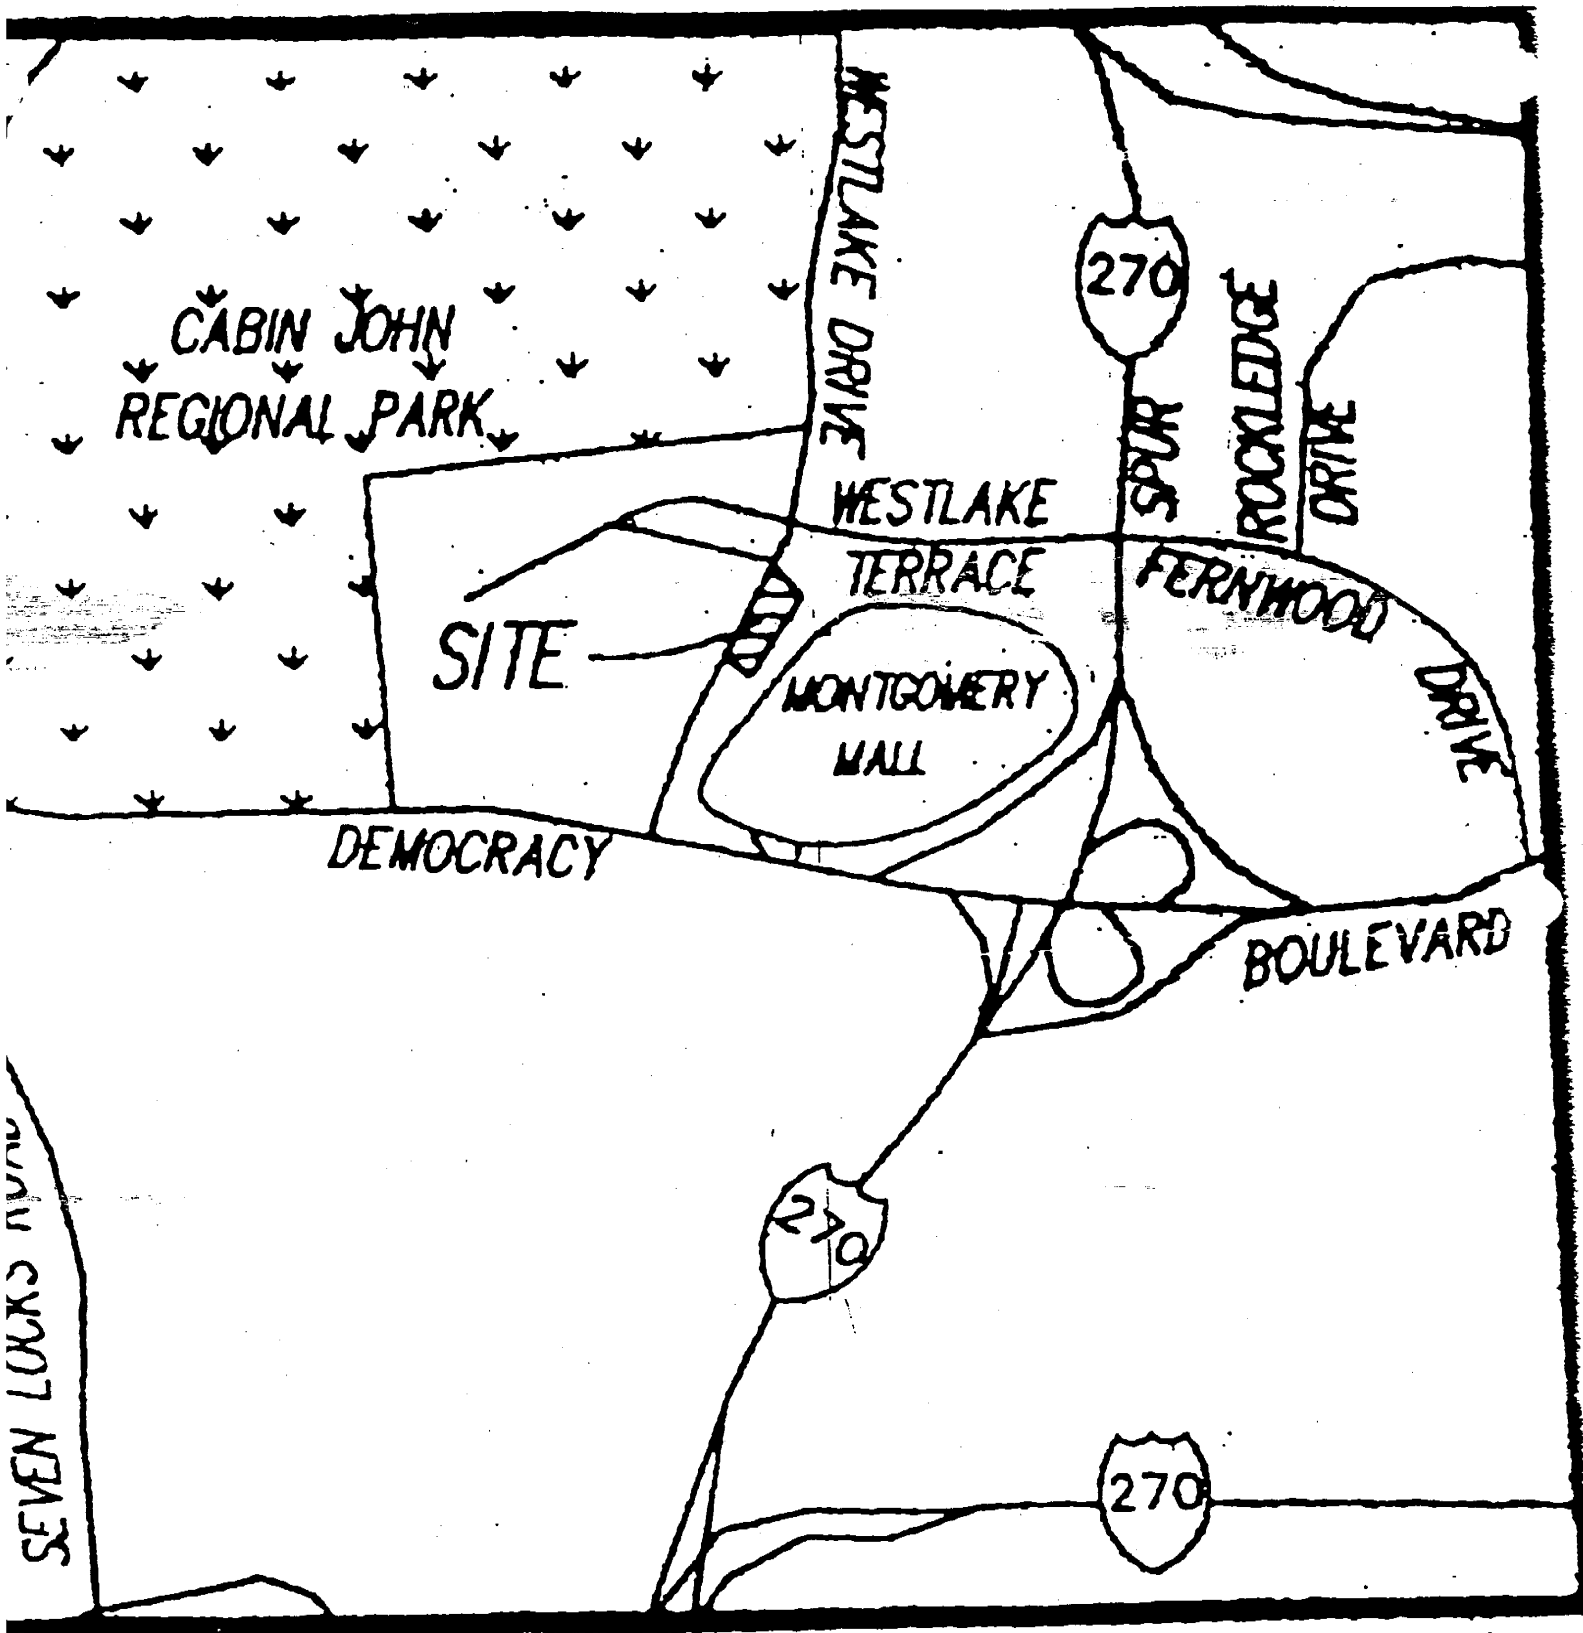 WESTLAKE DRIVE
270
SPUR
ROCKLEDGE
DRIVE
CABIN JOHN
REGIONAL PARK
WESTLAKE
TERRACE
FERNWOOD
DRIVE
SITE
MONTGOMERY
MALL
DEMOCRACY
BOULEVARD
270
SEVEN LOCKS ROAD
270